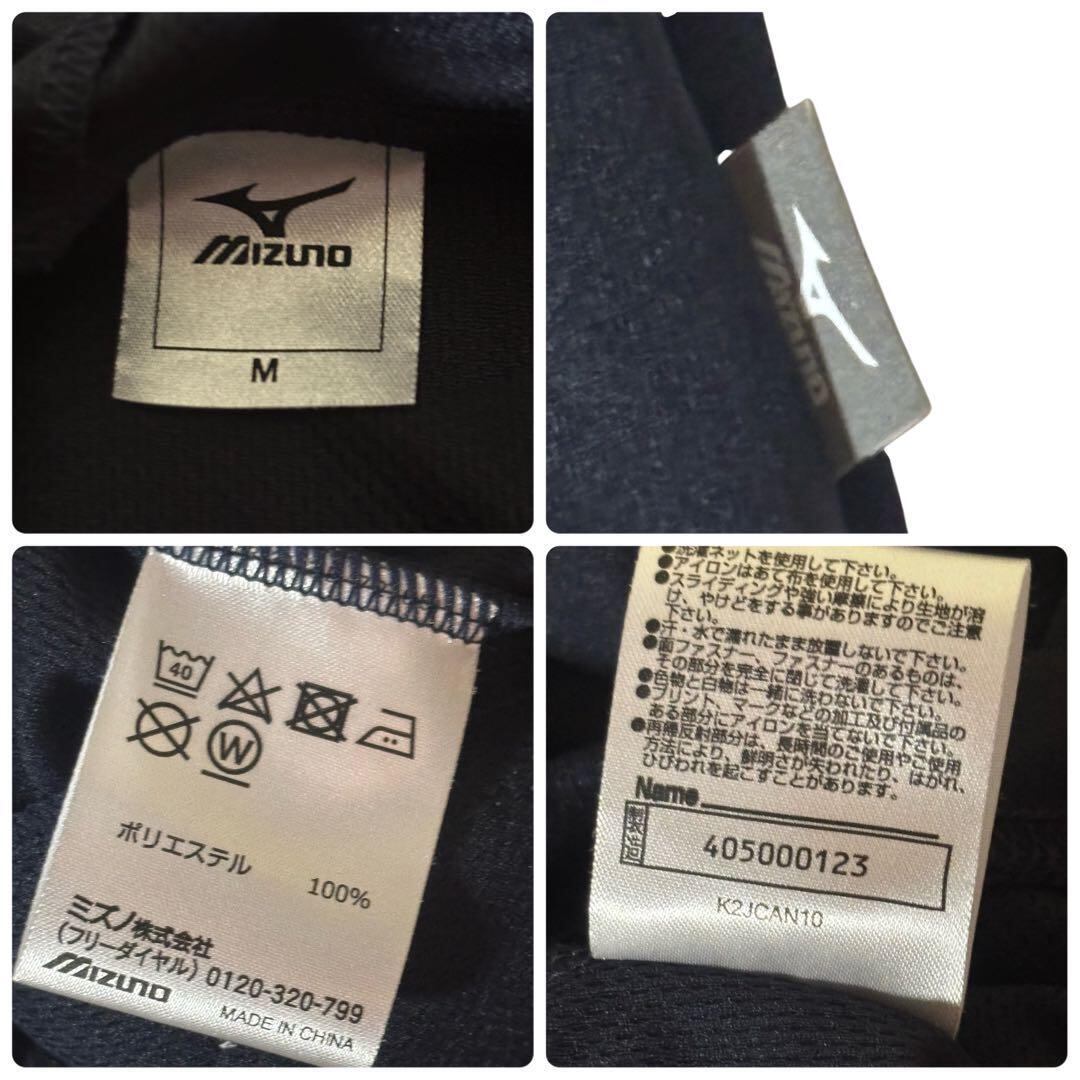 MIZUNO
M
MIZUNO
40
W
ポリエステル 100%
ミズノ株式会社
(フリーダイヤル) 0120-320-799
MIZUNO
MADE IN CHINA
●洗濯ネットを使用して下さい。
●アイロンはあて布を使用して下さい。
●スライディングや強い摩擦により生地が溶
け、やけどをする事がありますのでご注意
下さい。
●汗・水で濡れたまま放置しないで下さい。
●面ファスナー、ファスナーのあるものは、
その部分を完全に閉じて洗濯して下さい。
●色物と白物は一緒に洗わないで下さい。
●プリント、マークなどの加工及び付属品の
ある部分にアイロンを当てないで下さい。
●再帰反射部分は、長時間のご使用やご使用
方法により、鮮明さが失われたり、はがれ、
ひびわれを起こすことがあります。
Name
405000123
K2JCAN10